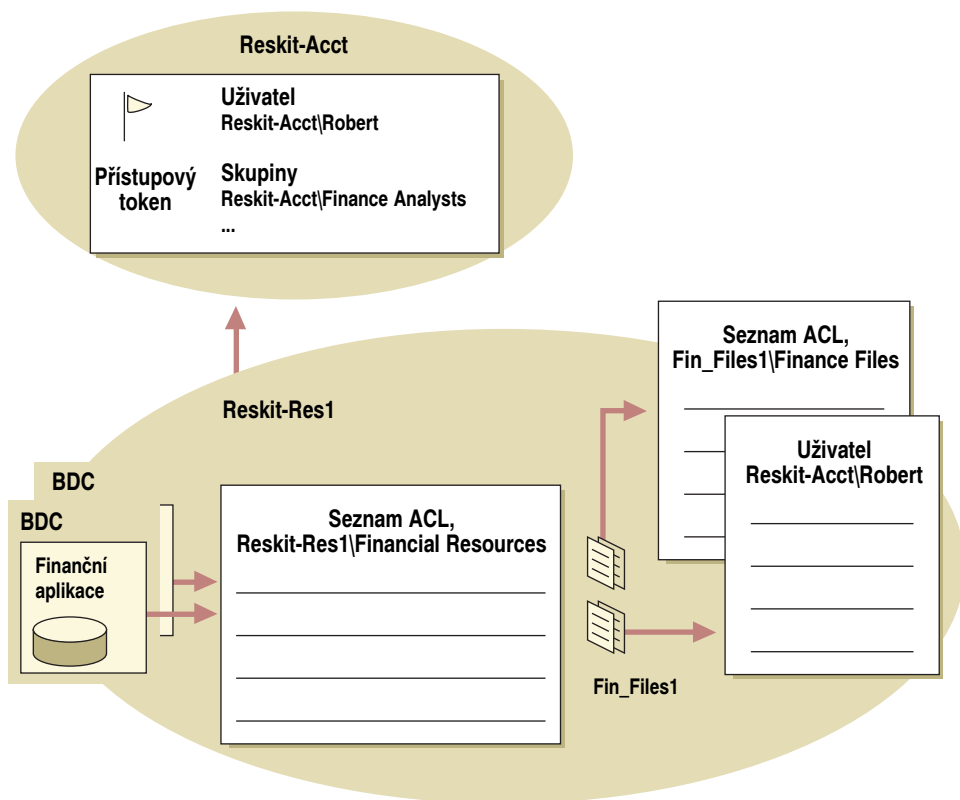 Reskit-Acct
Uživatel
Reskit-Acct\Robert
Přístupový
token
Skupiny
Reskit-Acct\Finance Analysts
...
Reskit-Res1
Seznam ACL,
Fin_Files1\Finance Files
Uživatel
Reskit-Acct\Robert
BDC
BDC
Finanční
aplikace
Seznam ACL,
Reskit-Res1\Financial Resources
Fin_Files1